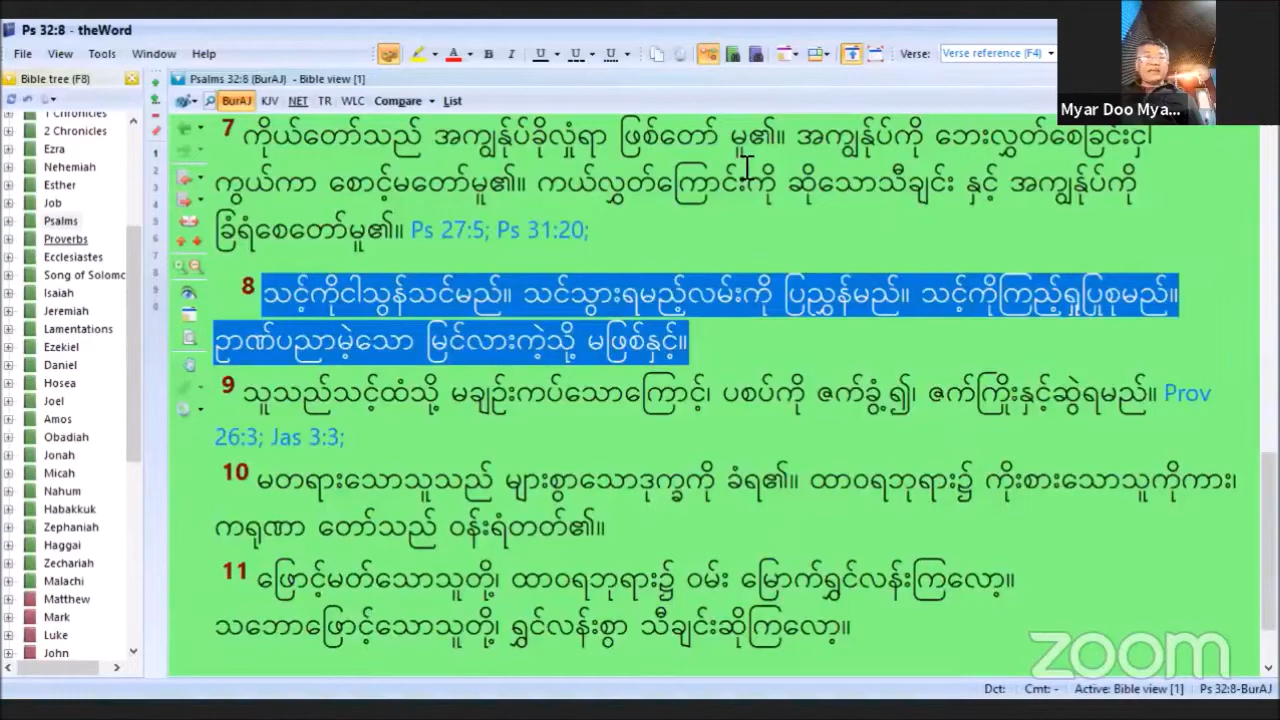 Ps 32:8 - theWord
File View Tools Window Help
Verse: Verse reference (F4)
Myar Doo Mya...
Bible tree (F8)
Psalms 32:8 (BurAJ) - Bible view [1]
BurAJ KJV NET TR WLC Compare List
1 Chronicles
2 Chronicles
Ezra
Nehemiah
Esther
Job
Psalms
Proverbs
Ecclesiastes
Song of Solomc
Isaiah
Jeremiah
Lamentations
Ezekiel
Daniel
Hosea
Joel
Amos
Obadiah
Jonah
Micah
Nahum
Habakkuk
Zephaniah
Haggai
Zechariah
Malachi
Matthew
Mark
Luke
John
1
2
3
4
5
6
7
8
9
7 ကိုယ်တော်သည် အကျွန်ုပ်ခိုလှုံရာ ဖြစ်တော် မူ၏။ အကျွန်ုပ်ကို ဘေးလွှတ်စေခြင်းငှါ
ကွယ်ကာ စောင့်မတော်မူ၏။ ကယ်လွှတ်ကြောင်းကို ဆိုသောသီချင်း နှင့် အကျွန်ုပ်ကို
ခြံရံစေတော်မူ၏။ Ps 27:5; Ps 31:20;
8 သင့်ကိုငါသွန်သင်မည်။ သင်သွားရမည့်လမ်းကို ပြညွှန်မည်။ သင့်ကိုကြည့်ရှုပြုစုမည်။
ဉာဏ်ပညာမဲ့သော မြင်းလားကဲ့သို့ မဖြစ်နှင့်။
9 သူသည်သင့်ထံသို့ မချဉ်းကပ်သောကြောင့်၊ ပစပ်ကို ဇက်ခွံ့၍၊ ဇက်ကြိုးနှင့်ဆွဲရမည်။ Prov
26:3; Jas 3:3;
10 မတရားသောသူသည် များစွာသောဒုက္ခကို ခံရ၏။ ထာဝရဘုရား၌ ကိုးစားသောသူကိုကား၊
ကရုဏာ တော်သည် ဝန်းရံတတ်၏။
11 ဖြောင့်မတ်သောသူတို့၊ ထာဝရဘုရား၌ ဝမ်း မြောက်ရွှင်လန်းကြလော့။
သဘောဖြောင့်သောသူတို့၊ ရွှင်လန်းစွာ သီချင်းဆိုကြလော့။
zoom
Dct: Cmt: - Active: Bible view [1] Ps 32:8-BurAJ